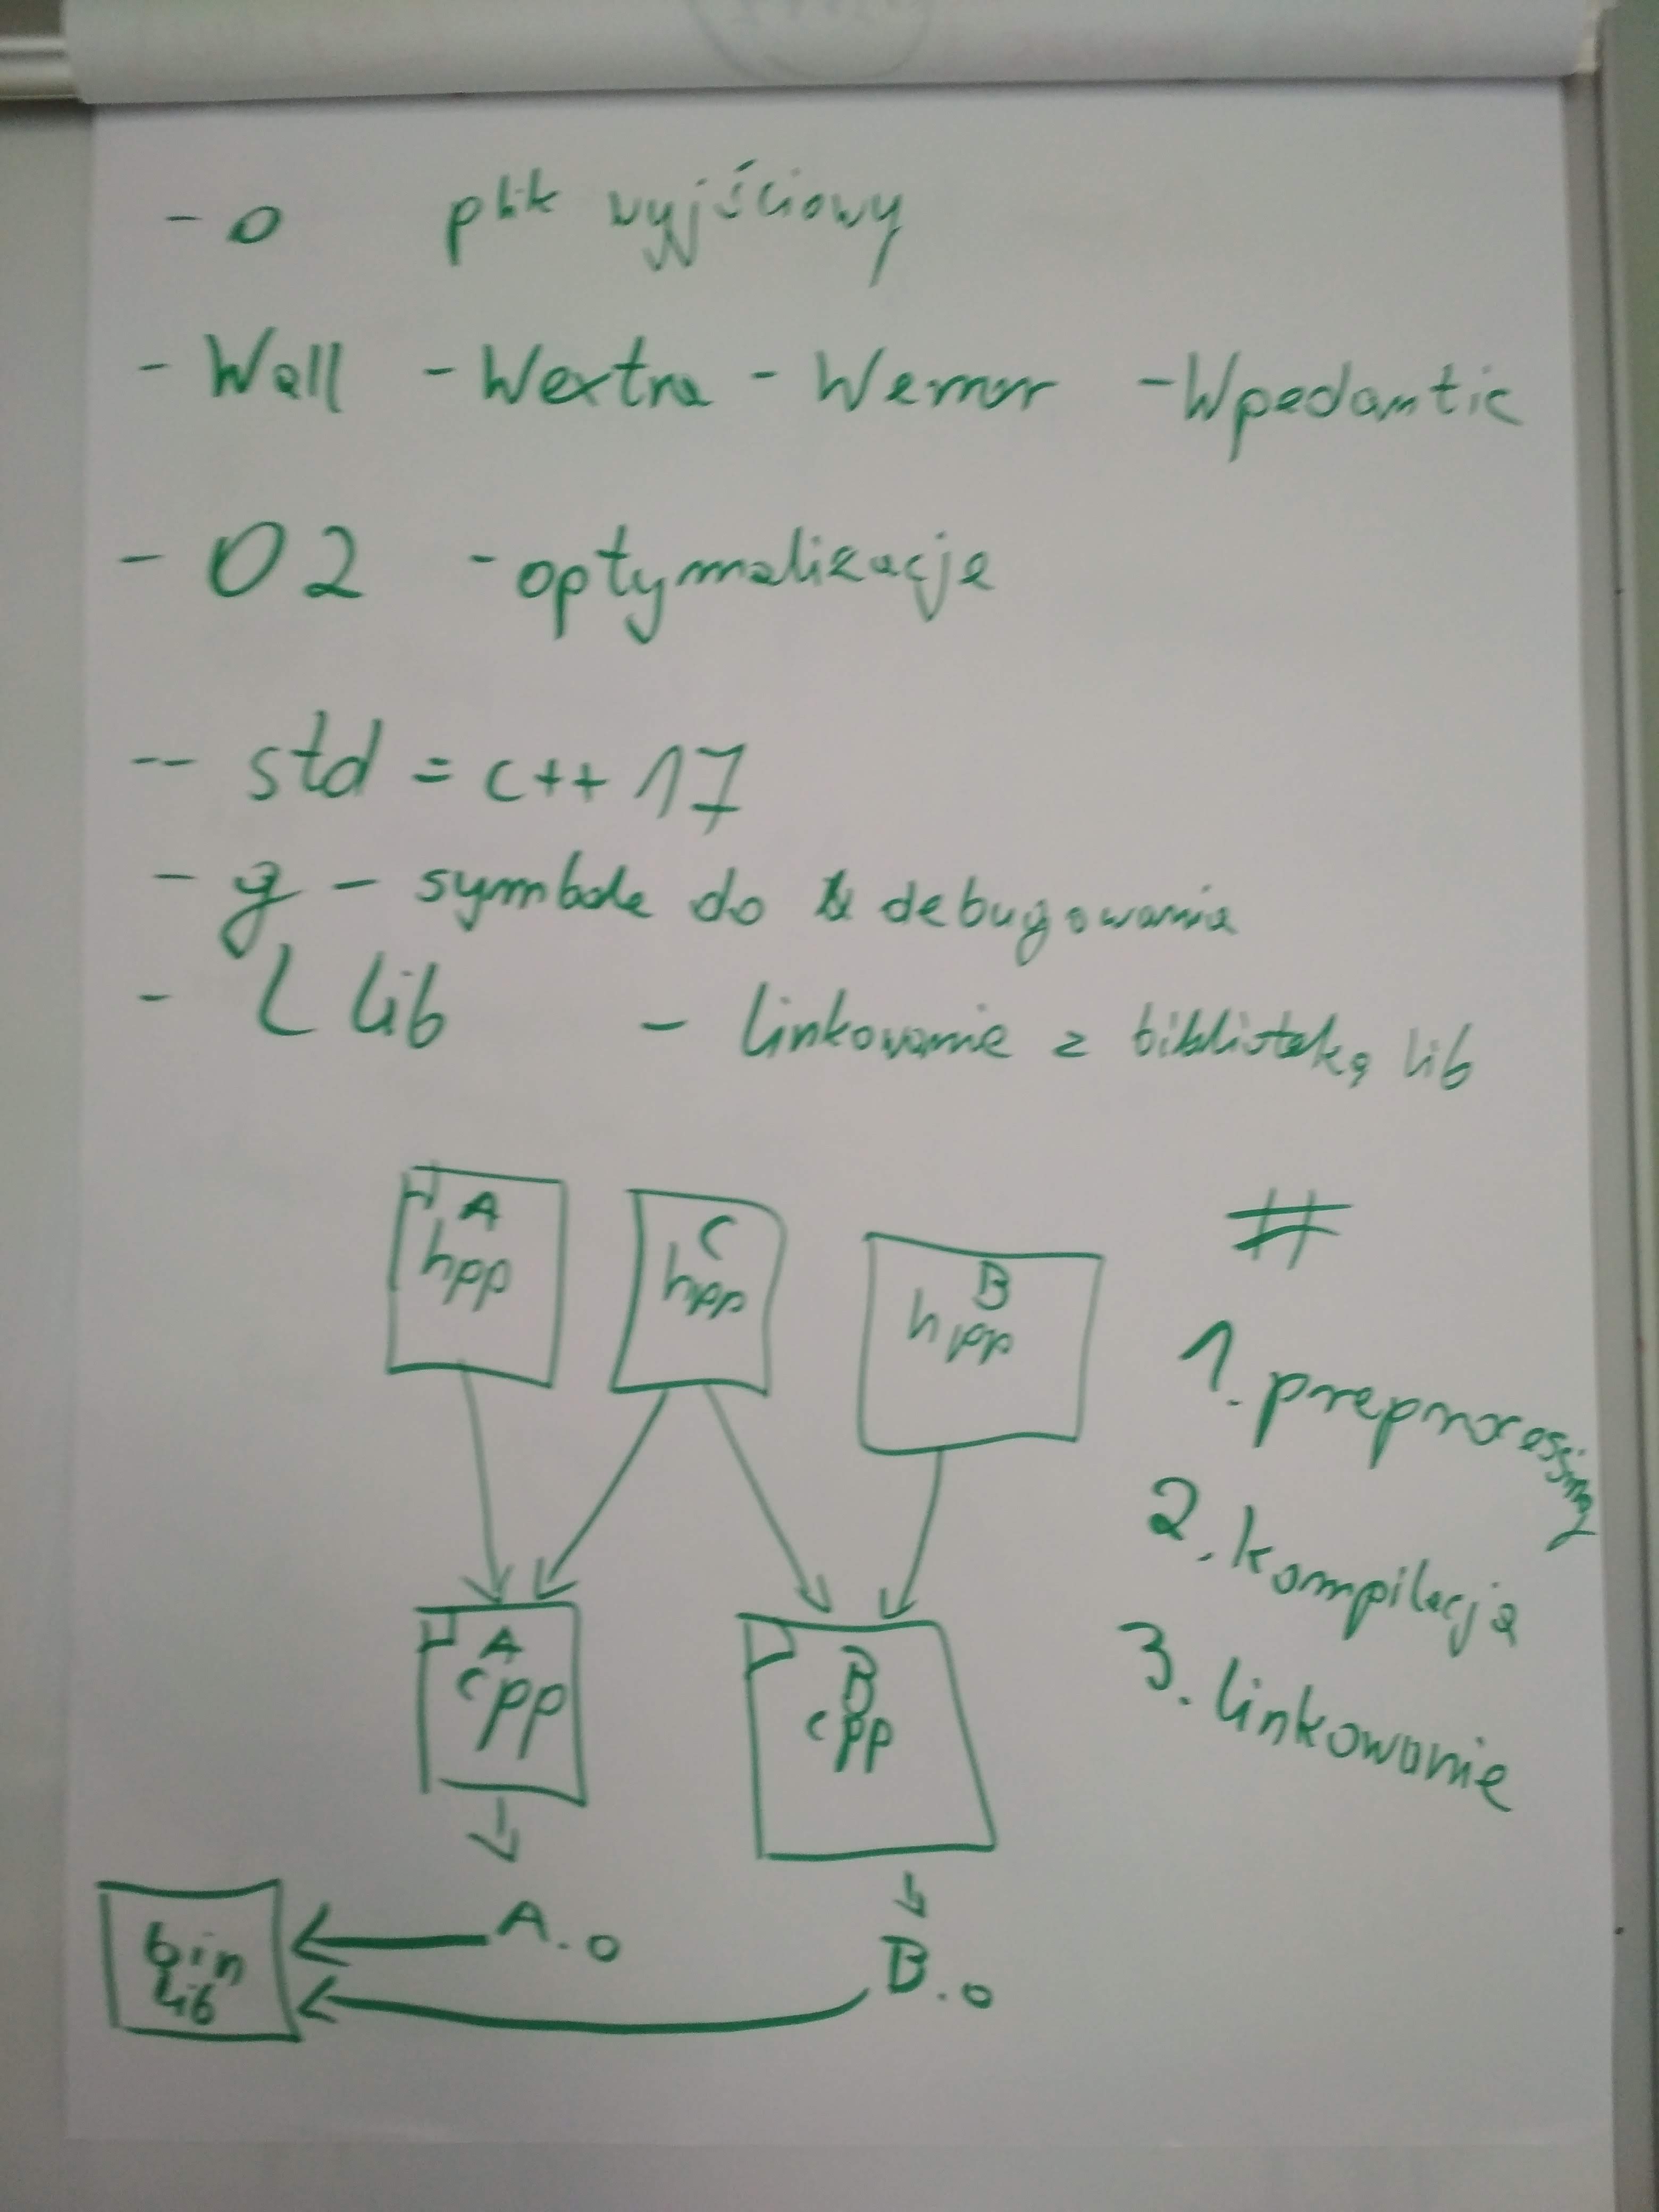 - o plik wyjściowy
- Wall - Wextra - Werror - Wpedantic
- O2 - optymalizacje
-- std = c++17
- g - symbole do debugowania
- l lib - linkowanie z biblioteką lib
A
hpp
C
hpp
B
hpp
#
1. preprocessing
2. kompilacja
3. linkowanie
A
cpp
B
cpp
A.o
B.o
bin
lib